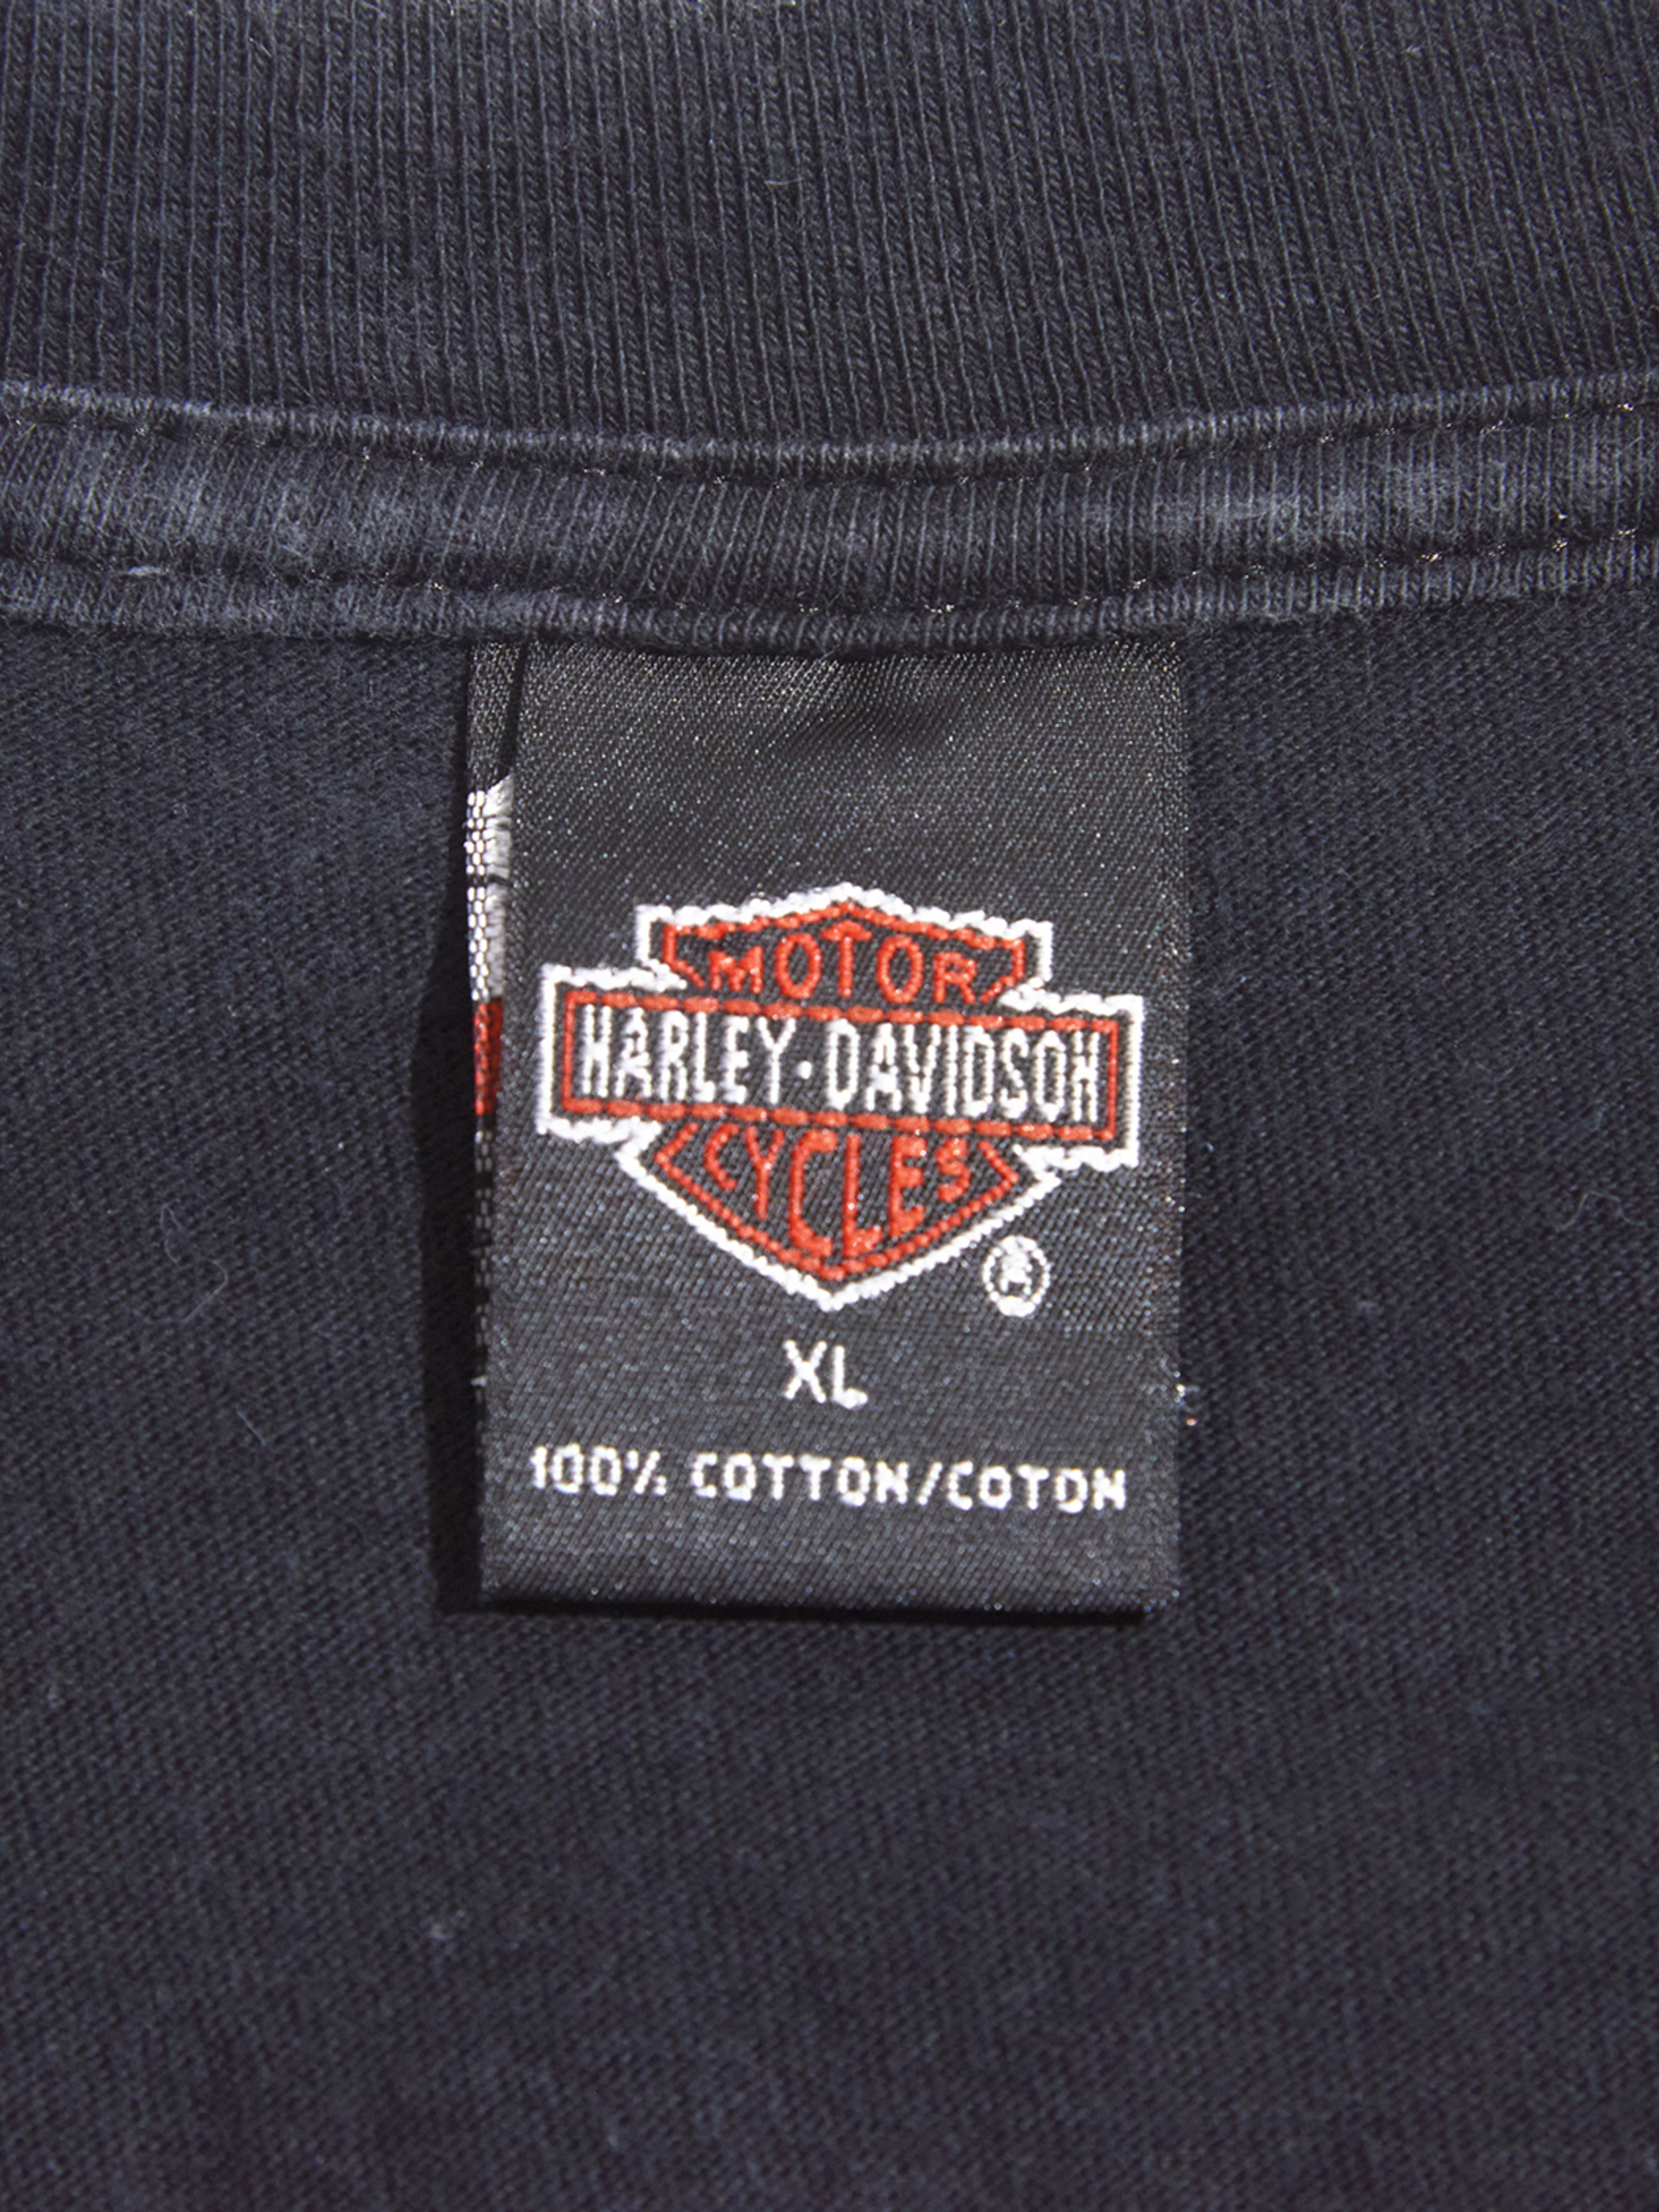 MOTOR
HARLEY-DAVIDSON
CYCLES
®
XL
100% COTTON/COTON